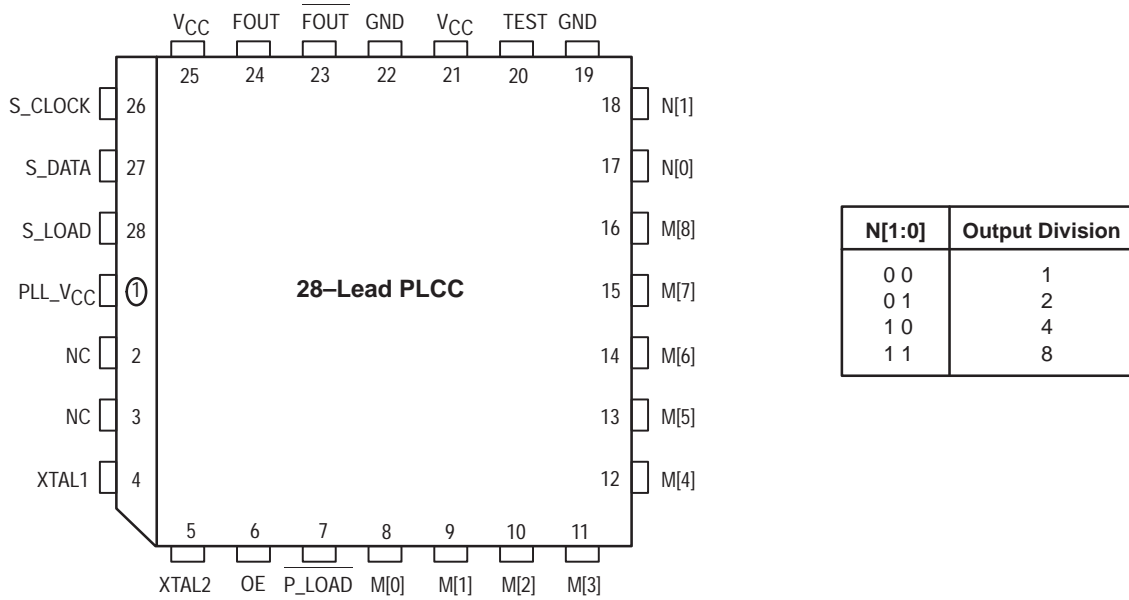 VCC FOUT FOUT GND VCC TEST GND
25 24 23 22 21 20 19
S_CLOCK 26
S_DATA 27
S_LOAD 28
PLL_VCC 1
NC 2
NC 3
XTAL1 4
28–Lead PLCC
18 N[1]
17 N[0]
16 M[8]
15 M[7]
14 M[6]
13 M[5]
12 M[4]
5 6 7 8 9 10 11
XTAL2 OE P_LOAD M[0] M[1] M[2] M[3]
N[1:0] Output Division
0 0 1
0 1 2
1 0 4
1 1 8